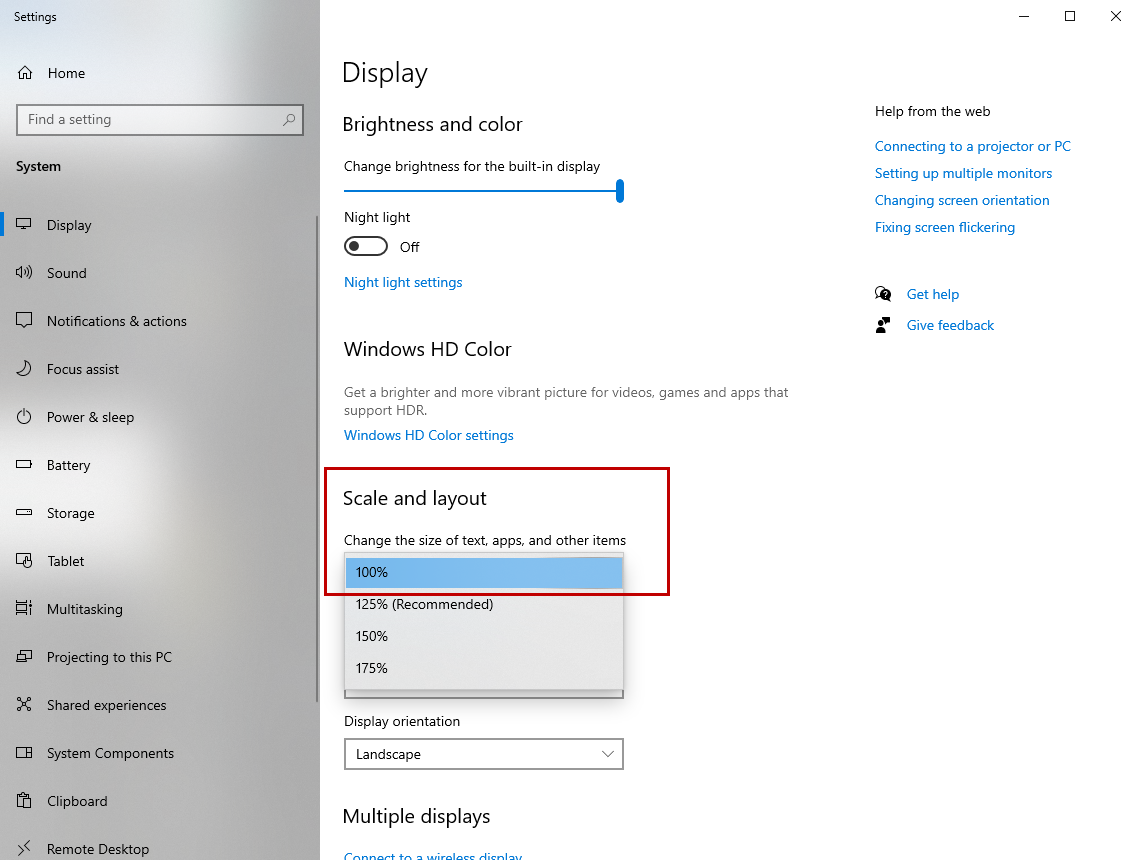 Settings
Home
Find a setting
System
Display
Sound
Notifications & actions
Focus assist
Power & sleep
Battery
Storage
Tablet
Multitasking
Projecting to this PC
Shared experiences
System Components
Clipboard
Remote Desktop
Display
Brightness and color
Change brightness for the built-in display
Night light
Off
Night light settings
Windows HD Color
Get a brighter and more vibrant picture for videos, games and apps that
support HDR.
Windows HD Color settings
Scale and layout
Change the size of text, apps, and other items
100%
125% (Recommended)
150%
175%
Display orientation
Landscape
Multiple displays
Connect to a wireless display
Help from the web
Connecting to a projector or PC
Setting up multiple monitors
Changing screen orientation
Fixing screen flickering
Get help
Give feedback